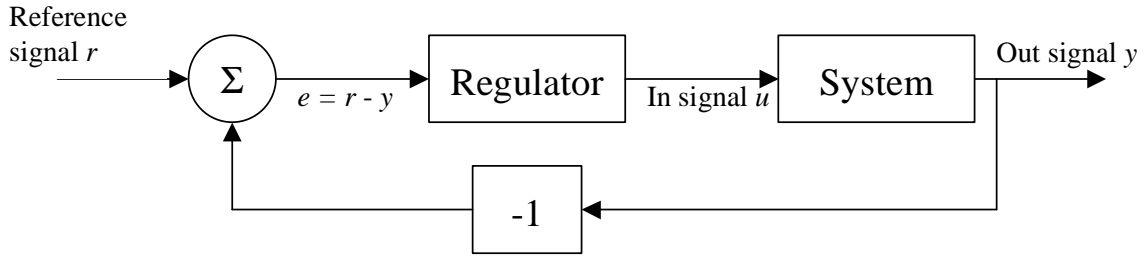 Reference
signal r
Σ
e = r - y
Regulator
In signal u
System
Out signal y
-1